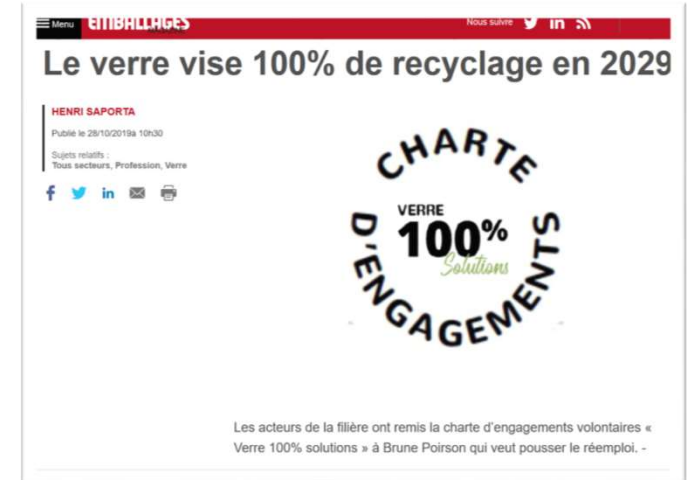 Menu EMBALLAGES
Nous suivre
Le verre vise 100% de recyclage en 2029
HENRI SAPORTA
Publié le 28/10/2019à 10h30
Sujets relatifs :
Tous secteurs, Profession, Verre
CHARTE
D'ENGAGEMENTS
VERRE
100%
Solutions
Les acteurs de la filière ont remis la charte d'engagements volontaires «
Verre 100% solutions » à Brune Poirson qui veut pousser le réemploi. -